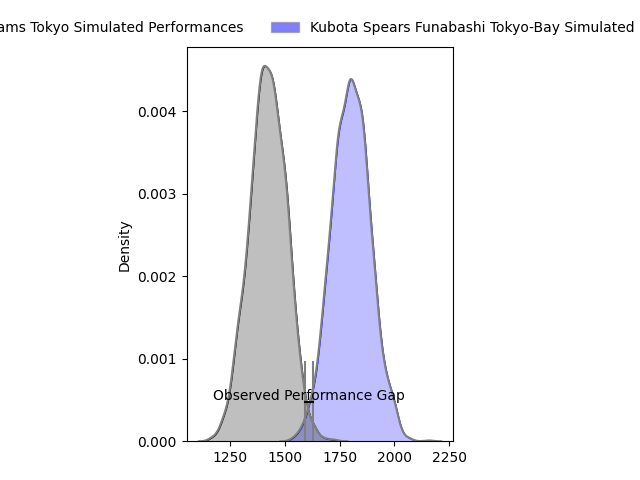 Tokyo Simulated Performances
Kubota Spears Funabashi Tokyo-Bay Simulated
Density
0.004
0.003
0.002
0.001
0.000
Observed Performance Gap
1250 1500 1750 2000 2250